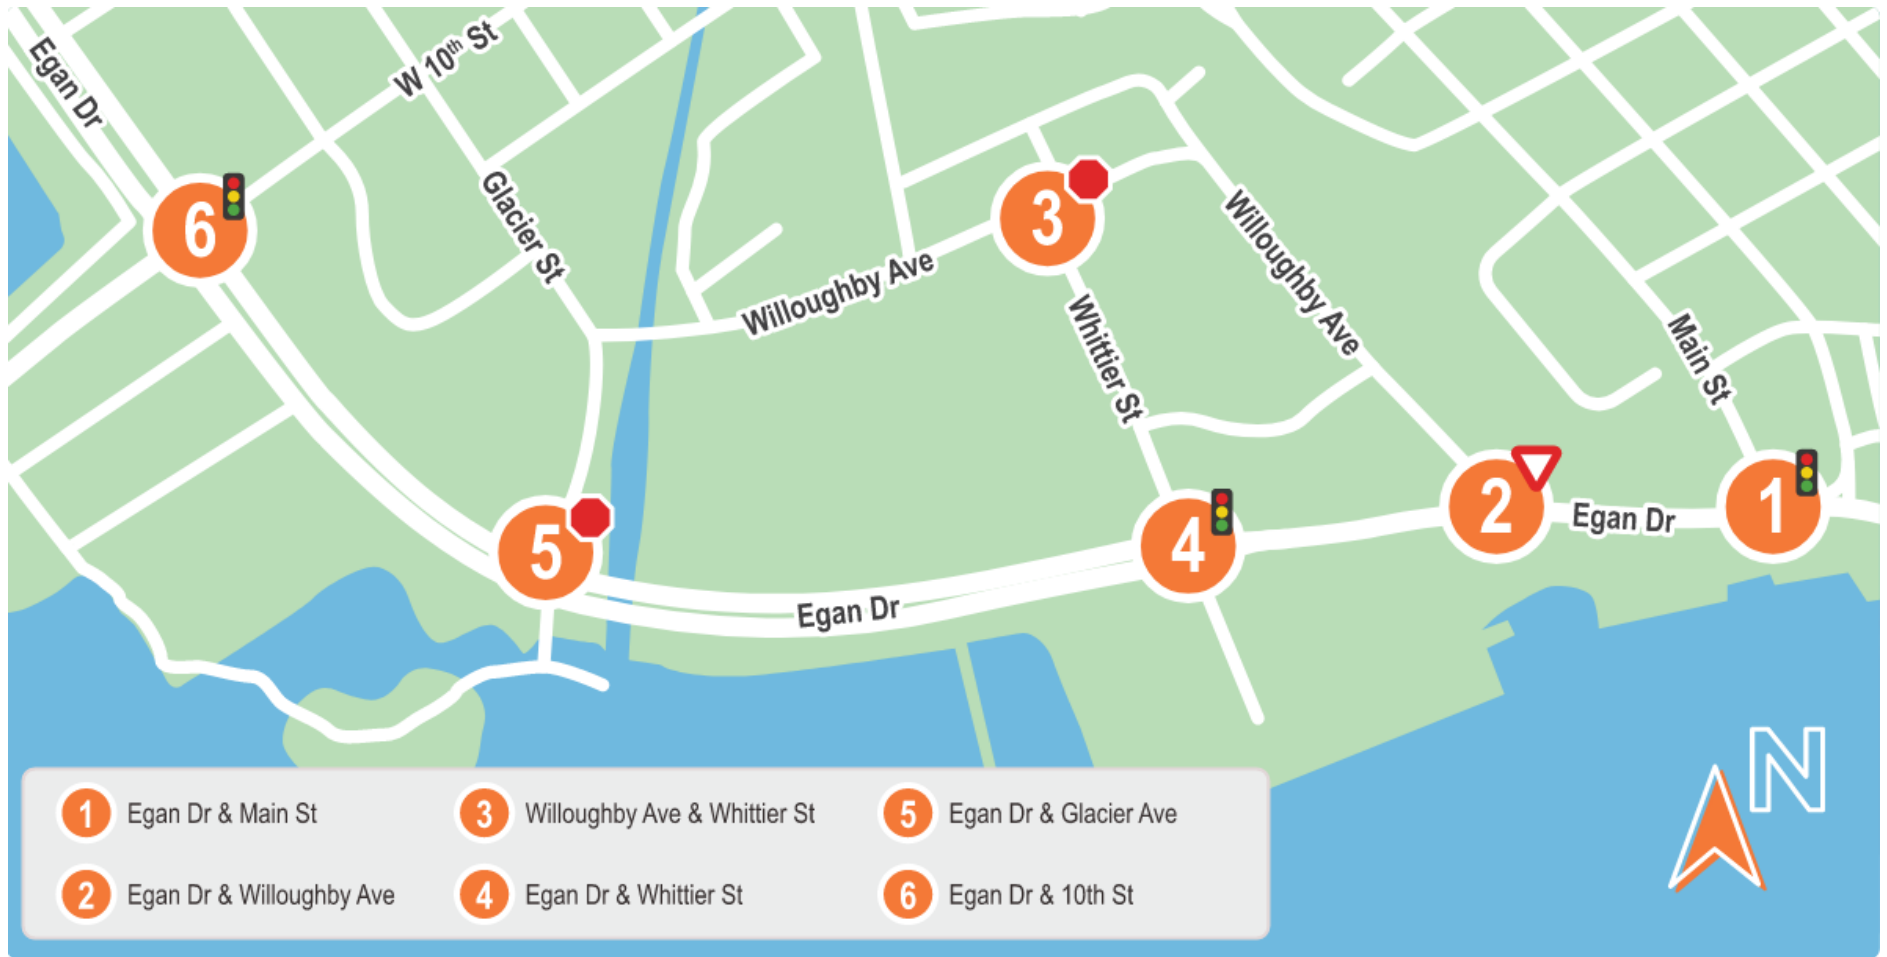 Egan Dr
W 10th St
Glacier St
Willoughby Ave
Willoughby Ave
Whittier St
Main St
Egan Dr
Egan Dr
6
3
5
4
2
1
1 Egan Dr & Main St
2 Egan Dr & Willoughby Ave
3 Willoughby Ave & Whittier St
4 Egan Dr & Whittier St
5 Egan Dr & Glacier Ave
6 Egan Dr & 10th St
N